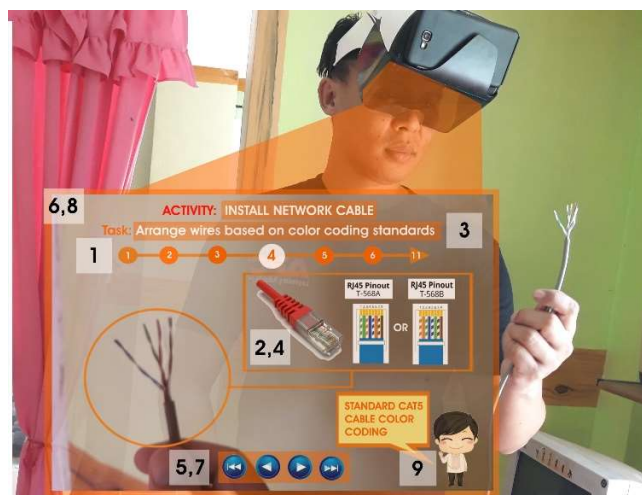 6,8
ACTIVITY: INSTALL NETWORK CABLE
Task: Arrange wires based on color coding standards
3
1
1 2 3 4 5 6 11
RJ45 Pinout
T-568A
RJ45 Pinout
T-568B
OR
2,4
STANDARD CAT5
CABLE COLOR
CODING
5,7
9